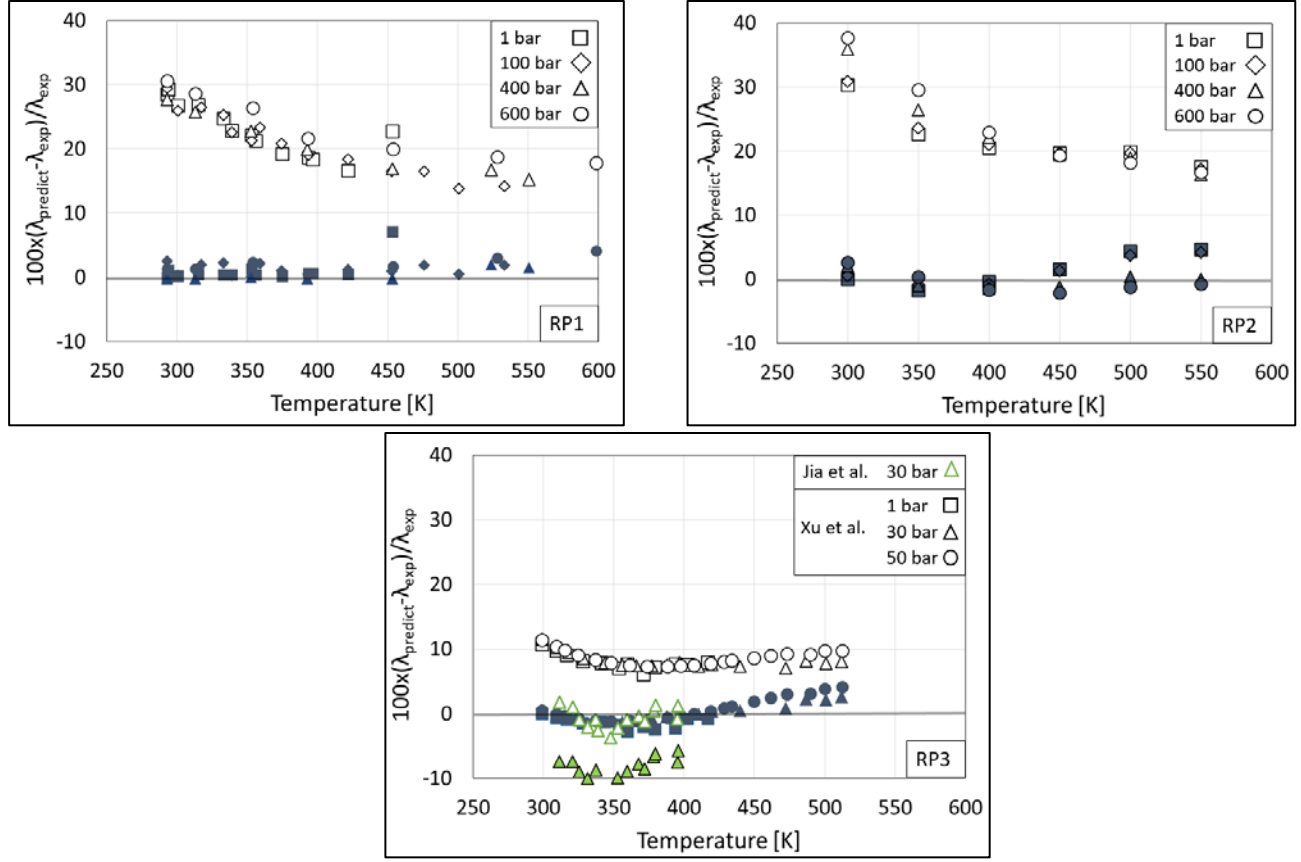 40
30
20
10
0
-10
250 300 350 400 450 500 550 600
Temperature [K]
100x(λpredict-λexp)/λexp
1 bar
100 bar
400 bar
600 bar
RP1
40
30
20
10
0
-10
250 300 350 400 450 500 550 600
Temperature [K]
100x(λpredict-λexp)/λexp
1 bar
100 bar
400 bar
600 bar
RP2
40
30
20
10
0
-10
250 300 350 400 450 500 550 600
Temperature [K]
100x(λpredict-λexp)/λexp
Jia et al. 30 bar
1 bar
Xu et al. 30 bar
50 bar
RP3